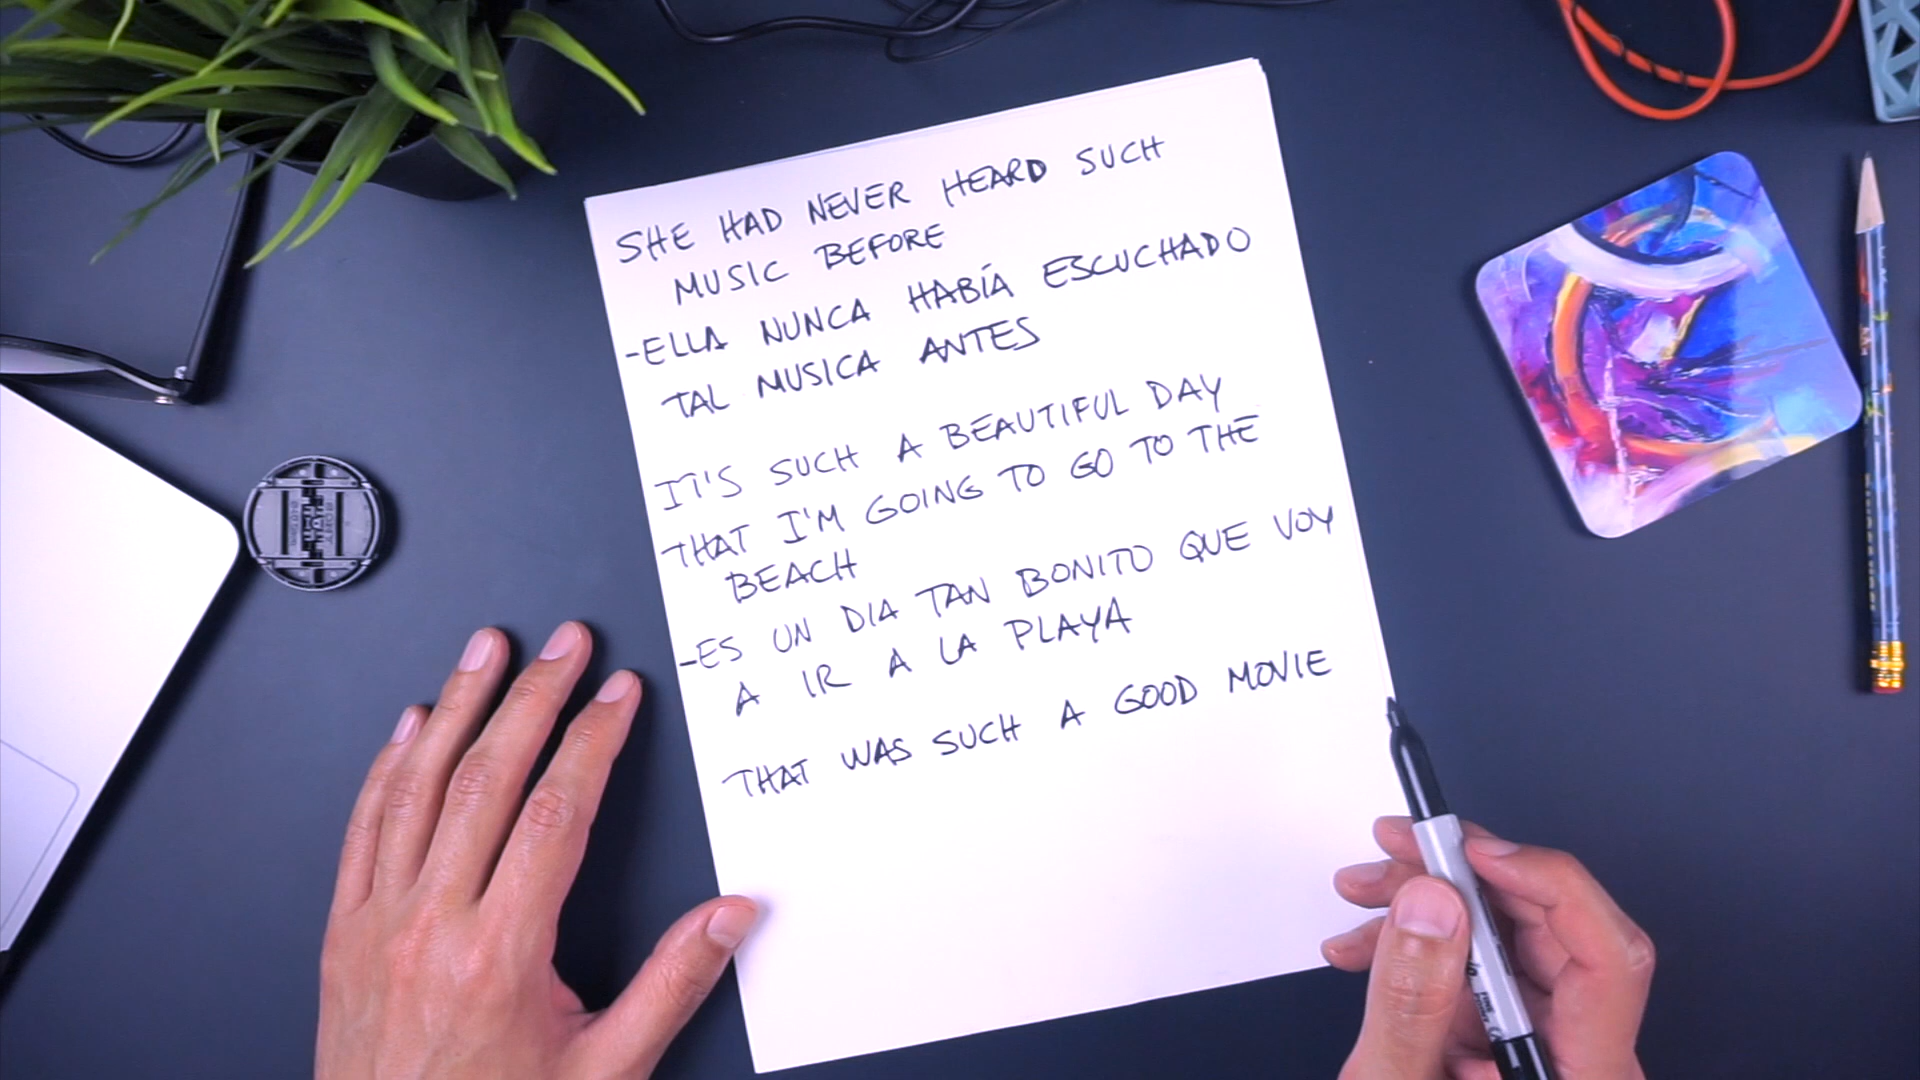 SHE HAD NEVER HEARD SUCH
MUSIC BEFORE
-ELLA NUNCA HABÍA ESCUCHADO
TAL MUSICA ANTES
IT'S SUCH A BEAUTIFUL DAY
THAT I'M GOING TO GO TO THE
BEACH
-ES UN DIA TAN BONITO QUE VOY
A IR A LA PLAYA
THAT WAS SUCH A GOOD MOVIE